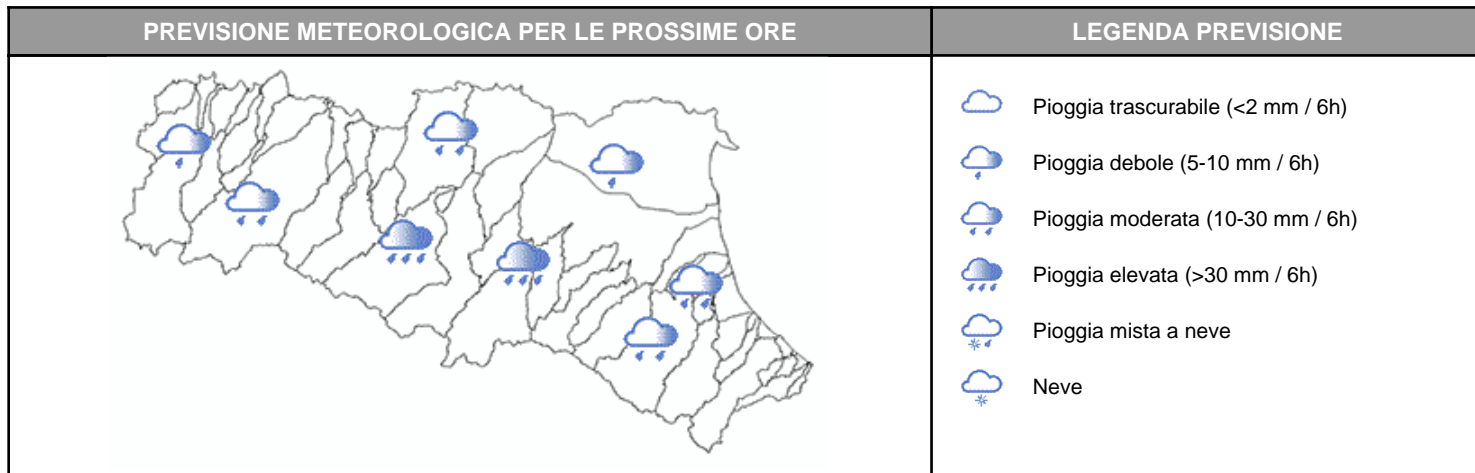 PREVISIONE METEOROLOGICA PER LE PROSSIME ORE
LEGENDA PREVISIONE
Pioggia trascurabile (<2 mm / 6h)
Pioggia debole (5-10 mm / 6h)
Pioggia moderata (10-30 mm / 6h)
Pioggia elevata (>30 mm / 6h)
Pioggia mista a neve
Neve